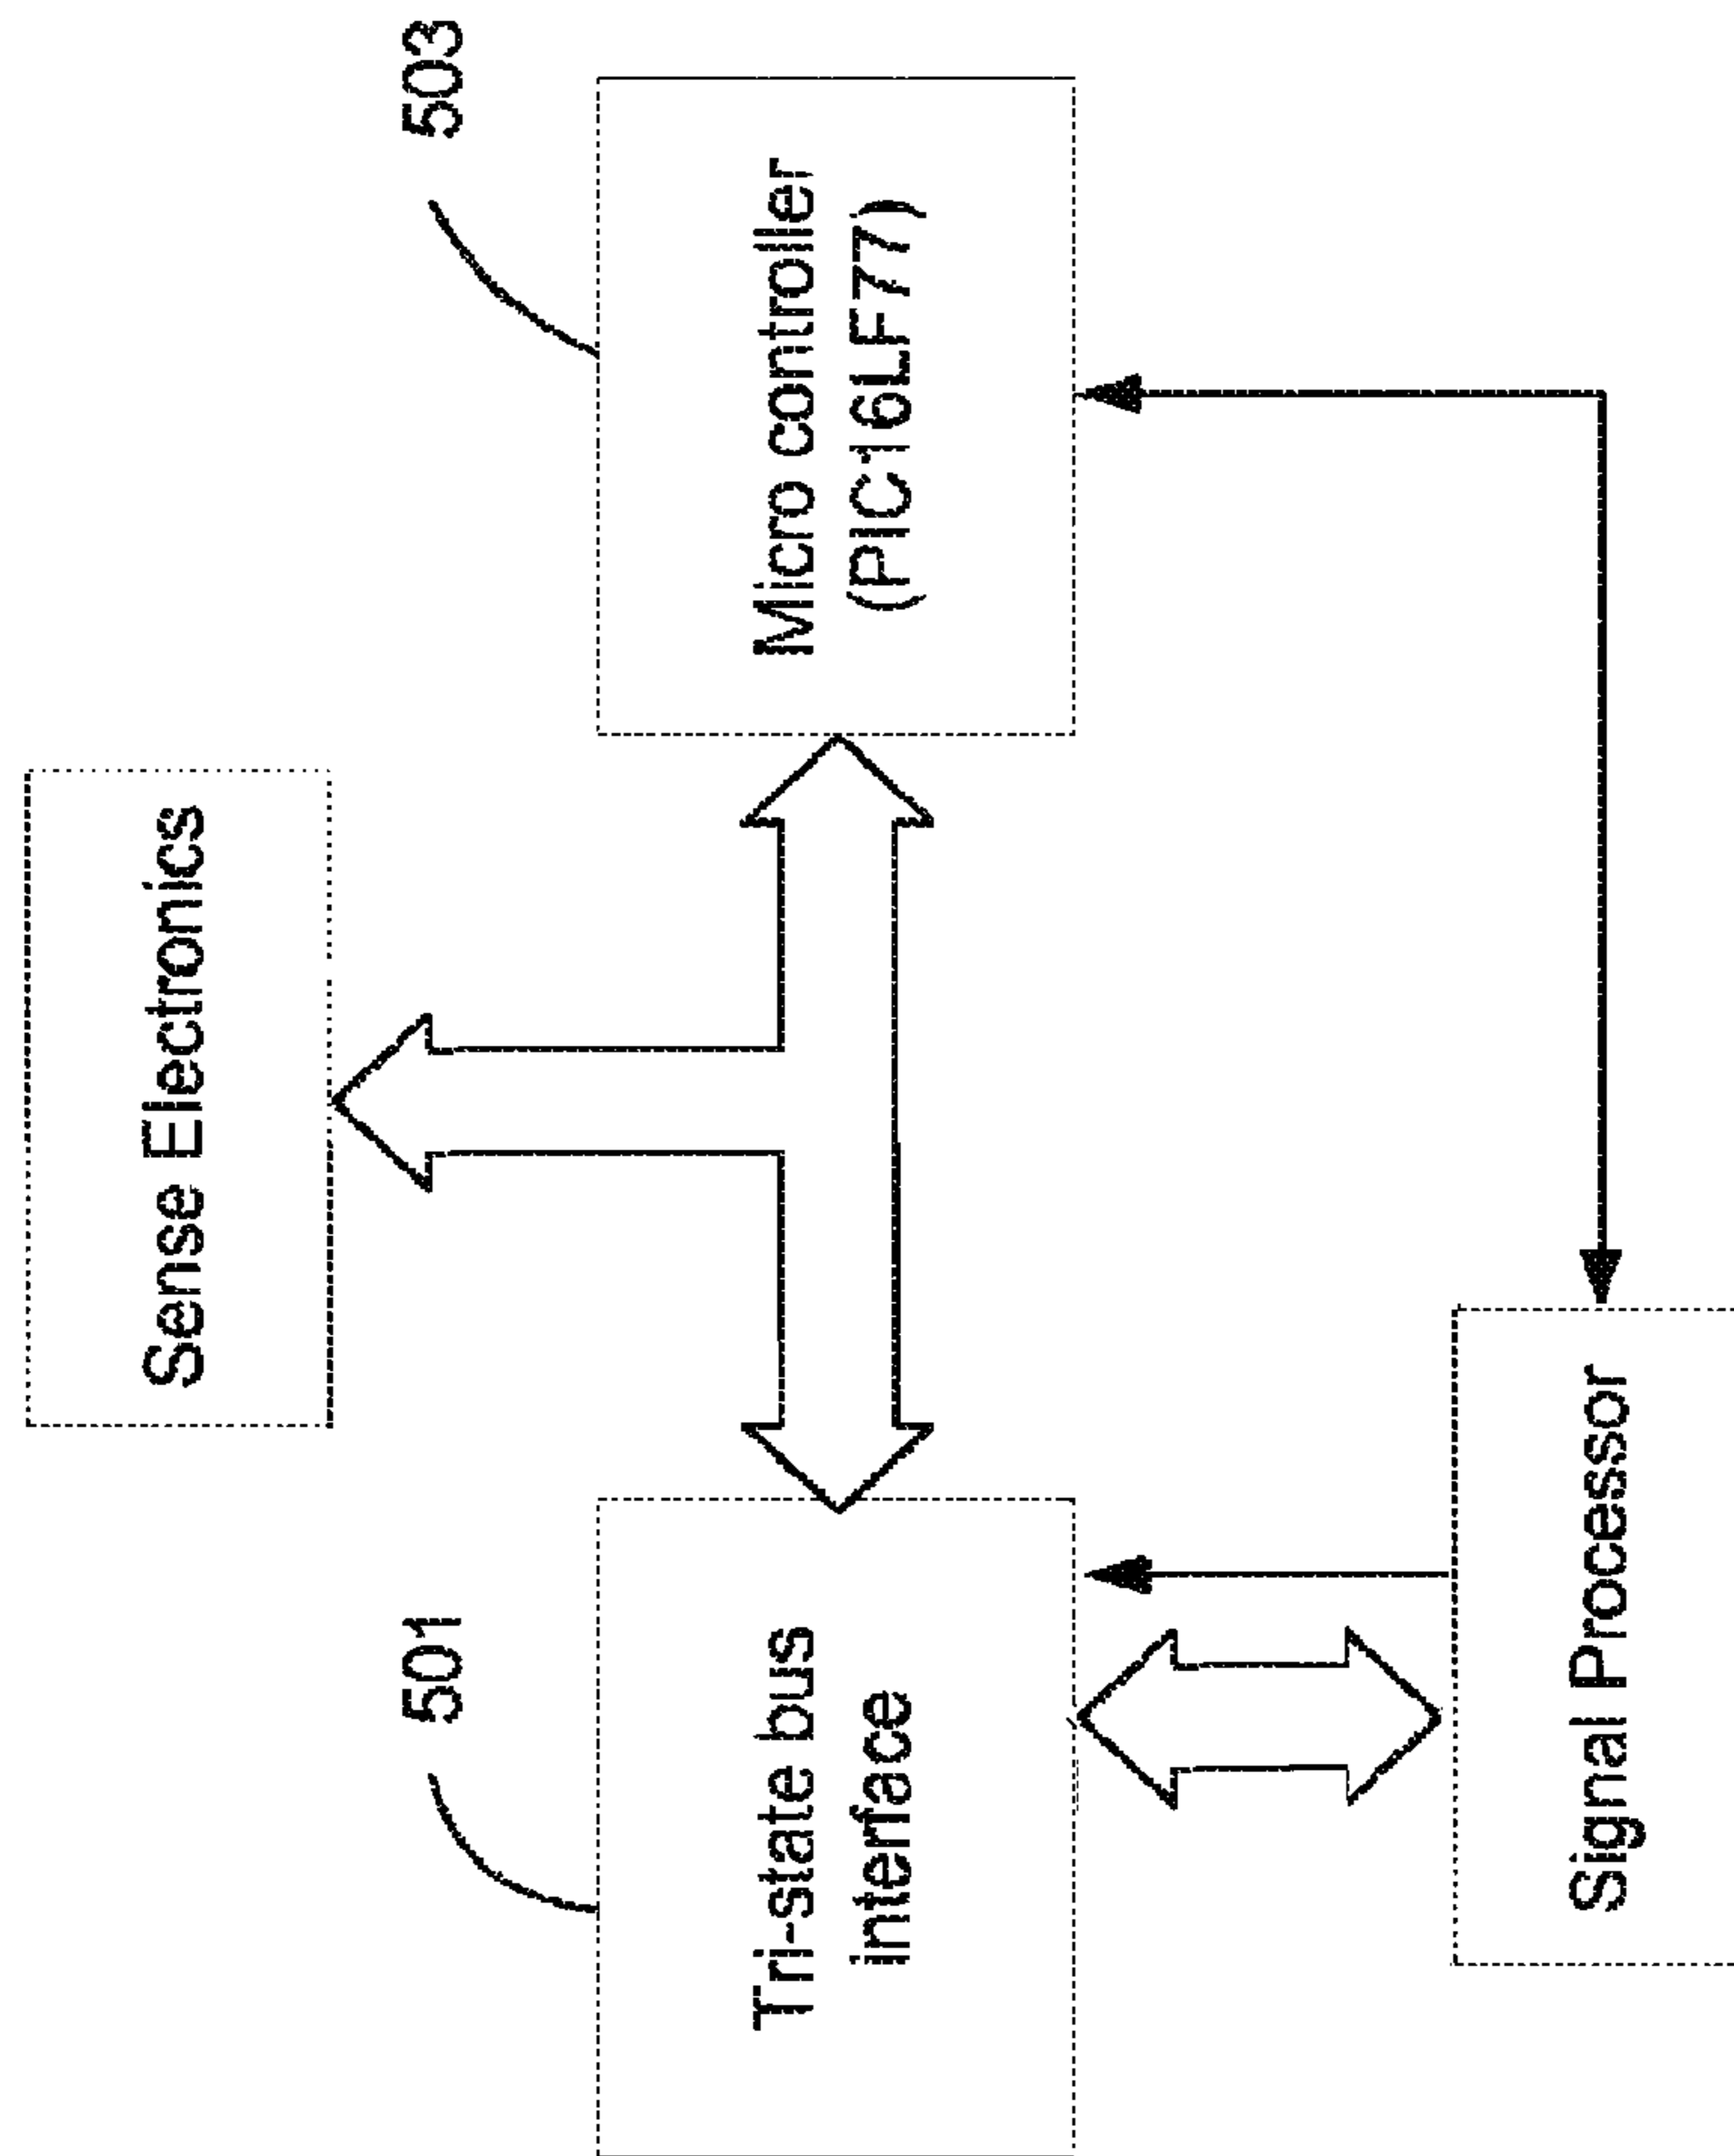 Sense Electronics
501
503
Tri-state bus
interface
Micro controller
(PIC16LF77)
Signal Processor